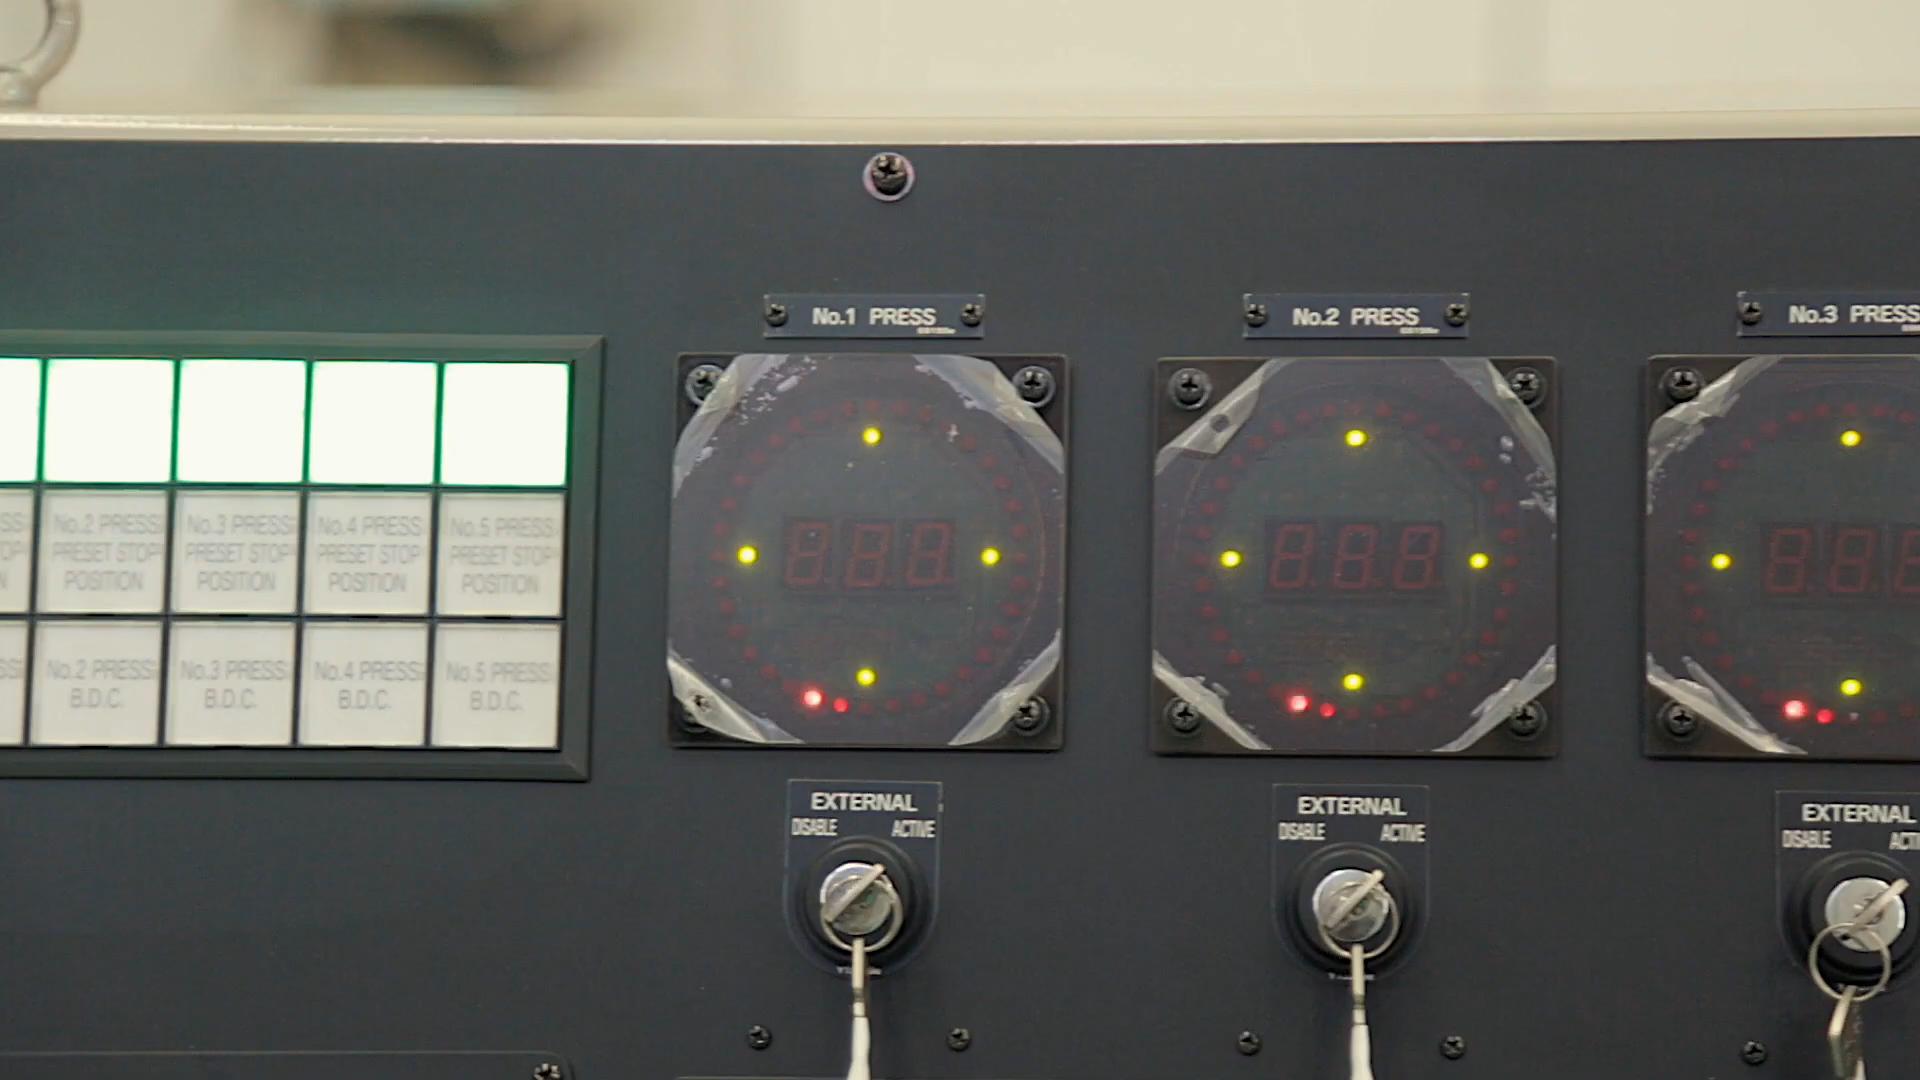 No.1 PRESS
No.2 PRESS
No.3 PRESS
No.2 PRESS
PRESET STOP
POSITION
No.3 PRESS
PRESET STOP
POSITION
No.4 PRESS
PRESET STOP
POSITION
No.5 PRESS
PRESET STOP
POSITION
No.2 PRESS
B.D.C.
No.3 PRESS
B.D.C.
No.4 PRESS
B.D.C.
No.5 PRESS
B.D.C.
EXTERNAL
DISABLE ACTIVE
EXTERNAL
DISABLE ACTIVE
EXTERNAL
DISABLE